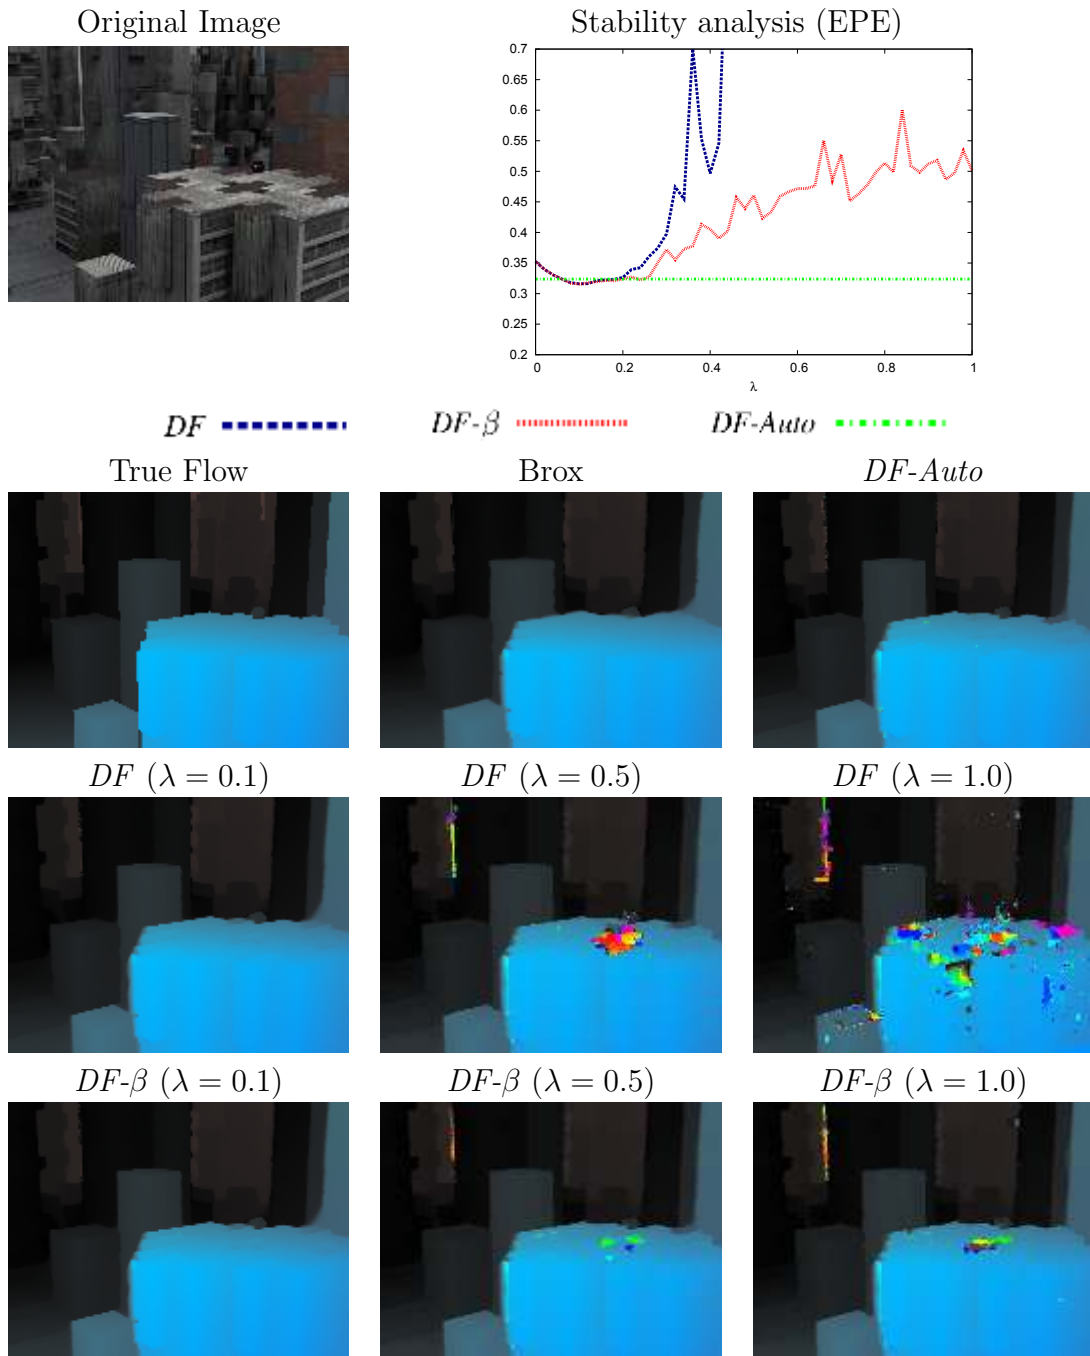 Original Image
Stability analysis (EPE)
0.7
0.65
0.6
0.55
0.5
0.45
0.4
0.35
0.3
0.25
0.2
0 0.2 0.4 0.6 0.8 1
λ
DF DF-β DF-Auto
True Flow Brox DF-Auto
DF (λ = 0.1) DF (λ = 0.5) DF (λ = 1.0)
DF-β (λ = 0.1) DF-β (λ = 0.5) DF-β (λ = 1.0)